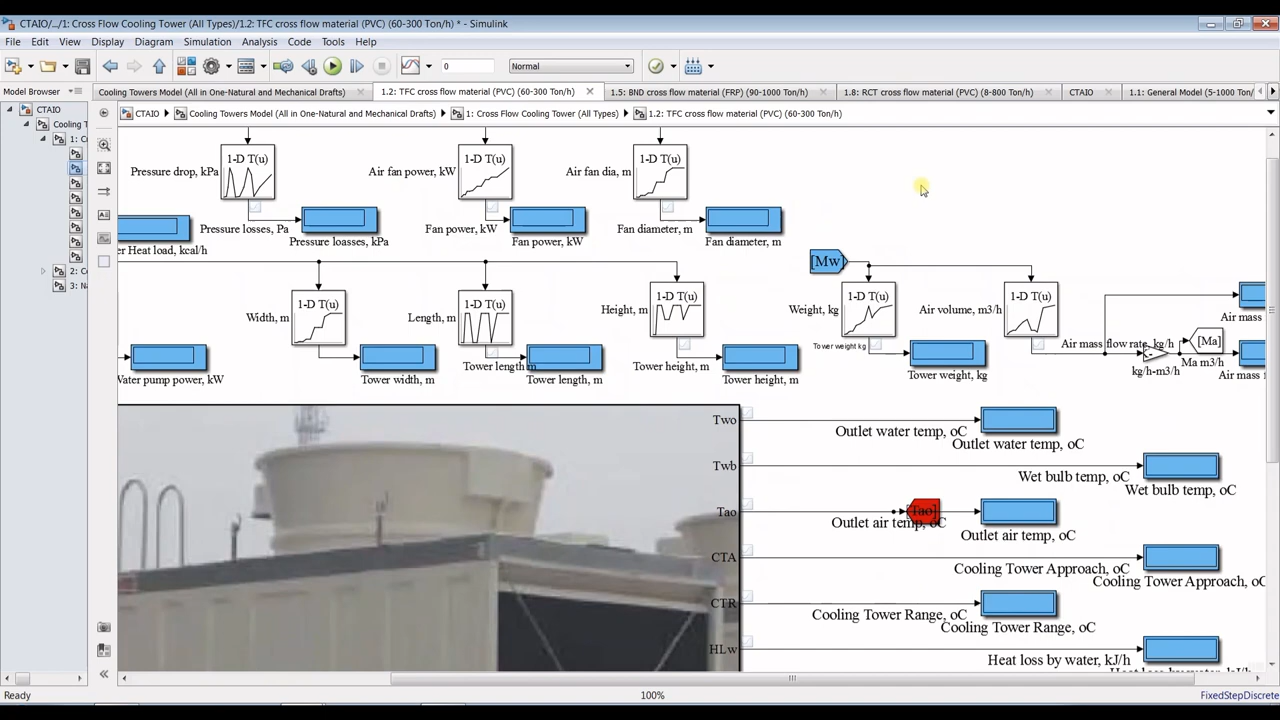 CTAIO/.../1: Cross Flow Cooling Tower (All Types)/1.2: TFC cross flow material (PVC) (60-300 Ton/h) * - Simulink
File Edit View Display Diagram Simulation Analysis Code Tools Help
0 Normal
Model Browser
Cooling Towers Model (All in One-Natural and Mechanical Drafts) 1.2: TFC cross flow material (PVC) (60-300 Ton/h) 1.5: BND cross flow material (FRP) (90-1000 Ton/h) 1.8: RCT cross flow material (PVC) (8-800 Ton/h) CTAIO 1.1: General Model (5-1000 Ton/
CTAIO Cooling Towers Model (All in One-Natural and Mechanical Drafts) 1: Cross Flow Cooling Tower (All Types) 1.2: TFC cross flow material (PVC) (60-300 Ton/h)
CTAIO
Cooling T
1: C
2: C
3: N
Pressure drop, kPa
1-D T(u)
Air fan power, kW
1-D T(u)
Air fan dia, m
1-D T(u)
Pressure losses, Pa
Pressure loasses, kPa
Fan power, kW
Fan power, kW
Fan diameter, m
Fan diameter, m
er Heat load, kcal/h
[Mw]
Width, m
1-D T(u)
Length, m
1-D T(u)
Height, m
1-D T(u)
Weight, kg
1-D T(u)
Air volume, m3/h
1-D T(u)
Air mass
Water pump power, kW
Tower width, m
Tower length m
Tower length, m
Tower height, m
Tower height, m
Tower weight kg
Tower weight, kg
Air mass flow rate, kg/h
kg/h-m3/h
[Ma]
Ma m3/h
Air mass f
Two
Outlet water temp, oC
Outlet water temp, oC
Twb
Wet bulb temp, oC
Wet bulb temp, oC
Tao
[Tao]
Outlet air temp, oC
Outlet air temp, oC
CTA
Cooling Tower Approach, oC
Cooling Tower Approach, oC
CTR
Cooling Tower Range, oC
Cooling Tower Range, oC
HLw
Heat loss by water, kJ/h
Ready 100% FixedStepDiscrete